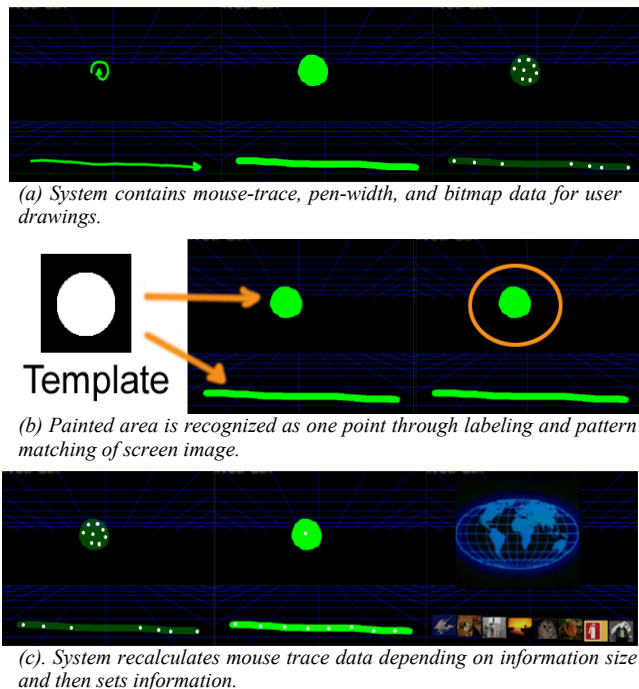 (a) System contains mouse-trace, pen-width, and bitmap data for user
drawings.
Template
(b) Painted area is recognized as one point through labeling and pattern
matching of screen image.
(c). System recalculates mouse trace data depending on information size
and then sets information.